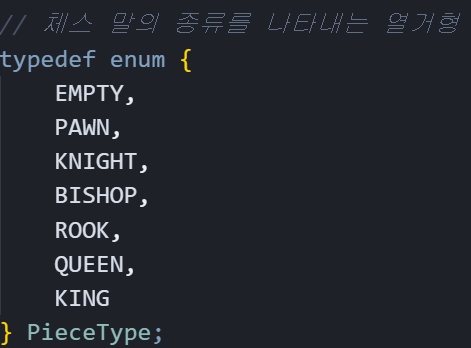 // 체스 말의 종류를 나타내는 열거형
typedef enum {
    EMPTY,
    PAWN,
    KNIGHT,
    BISHOP,
    ROOK,
    QUEEN,
    KING
} PieceType;